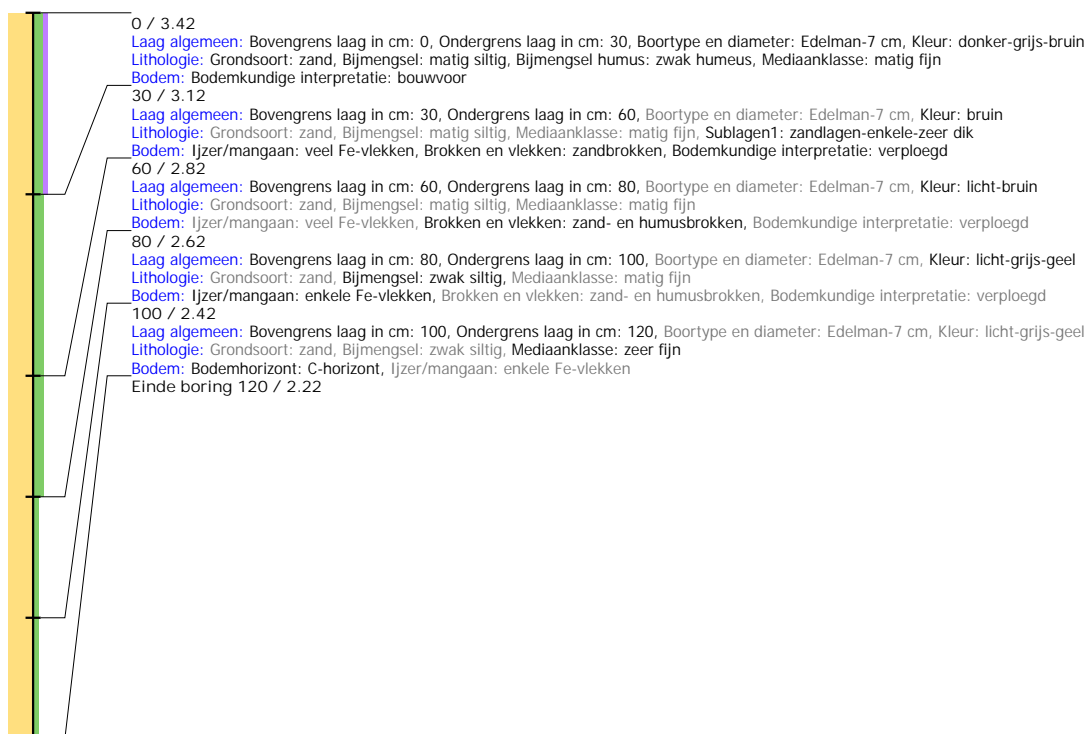 0 / 3.42
Laag algemeen: Bovengrens laag in cm: 0, Ondergrens laag in cm: 30, Boortype en diameter: Edelman-7 cm, Kleur: donker-grijs-bruin
Lithologie: Grondsoort: zand, Bijmengsel: matig siltig, Bijmengsel humus: zwak humeus, Mediaanklasse: matig fijn
Bodem: Bodemkundige interpretatie: bouwvoor
30 / 3.12
Laag algemeen: Bovengrens laag in cm: 30, Ondergrens laag in cm: 60, Boortype en diameter: Edelman-7 cm, Kleur: bruin
Lithologie: Grondsoort: zand, Bijmengsel: matig siltig, Mediaanklasse: matig fijn, Sublagen1: zandlagen-enkele-zeer dik
Bodem: Ijzer/mangaan: veel Fe-vlekken, Brokken en vlekken: zandbrokken, Bodemkundige interpretatie: verploegd
60 / 2.82
Laag algemeen: Bovengrens laag in cm: 60, Ondergrens laag in cm: 80, Boortype en diameter: Edelman-7 cm, Kleur: licht-bruin
Lithologie: Grondsoort: zand, Bijmengsel: matig siltig, Mediaanklasse: matig fijn
Bodem: Ijzer/mangaan: veel Fe-vlekken, Brokken en vlekken: zand- en humusbrokken, Bodemkundige interpretatie: verploegd
80 / 2.62
Laag algemeen: Bovengrens laag in cm: 80, Ondergrens laag in cm: 100, Boortype en diameter: Edelman-7 cm, Kleur: licht-grijs-geel
Lithologie: Grondsoort: zand, Bijmengsel: zwak siltig, Mediaanklasse: matig fijn
Bodem: Ijzer/mangaan: enkele Fe-vlekken, Brokken en vlekken: zand- en humusbrokken, Bodemkundige interpretatie: verploegd
100 / 2.42
Laag algemeen: Bovengrens laag in cm: 100, Ondergrens laag in cm: 120, Boortype en diameter: Edelman-7 cm, Kleur: licht-grijs-geel
Lithologie: Grondsoort: zand, Bijmengsel: zwak siltig, Mediaanklasse: zeer fijn
Bodem: Bodemhorizont: C-horizont, Ijzer/mangaan: enkele Fe-vlekken
Einde boring 120 / 2.22